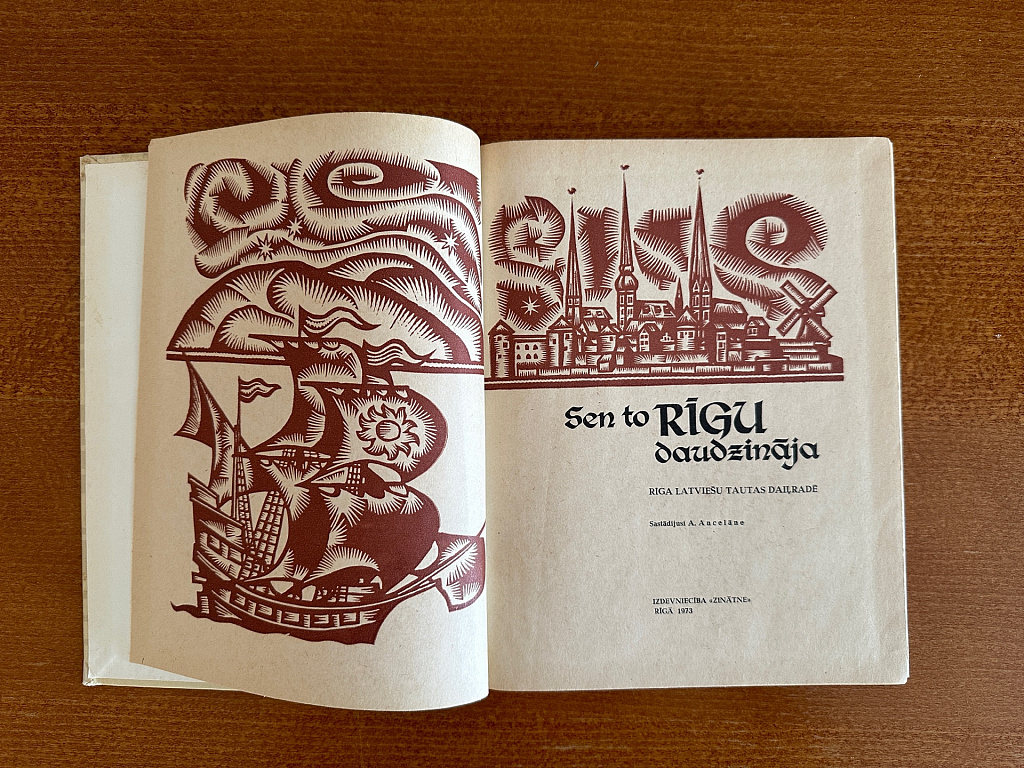 Sen to RĪGU
daudzināja
RĪGA LATVIEŠU TAUTAS DAIĻRADĒ
Sastādījusi A. Ancelāne
IZDEVNIECĪBA «ZINĀTNE»
RĪGĀ 1973